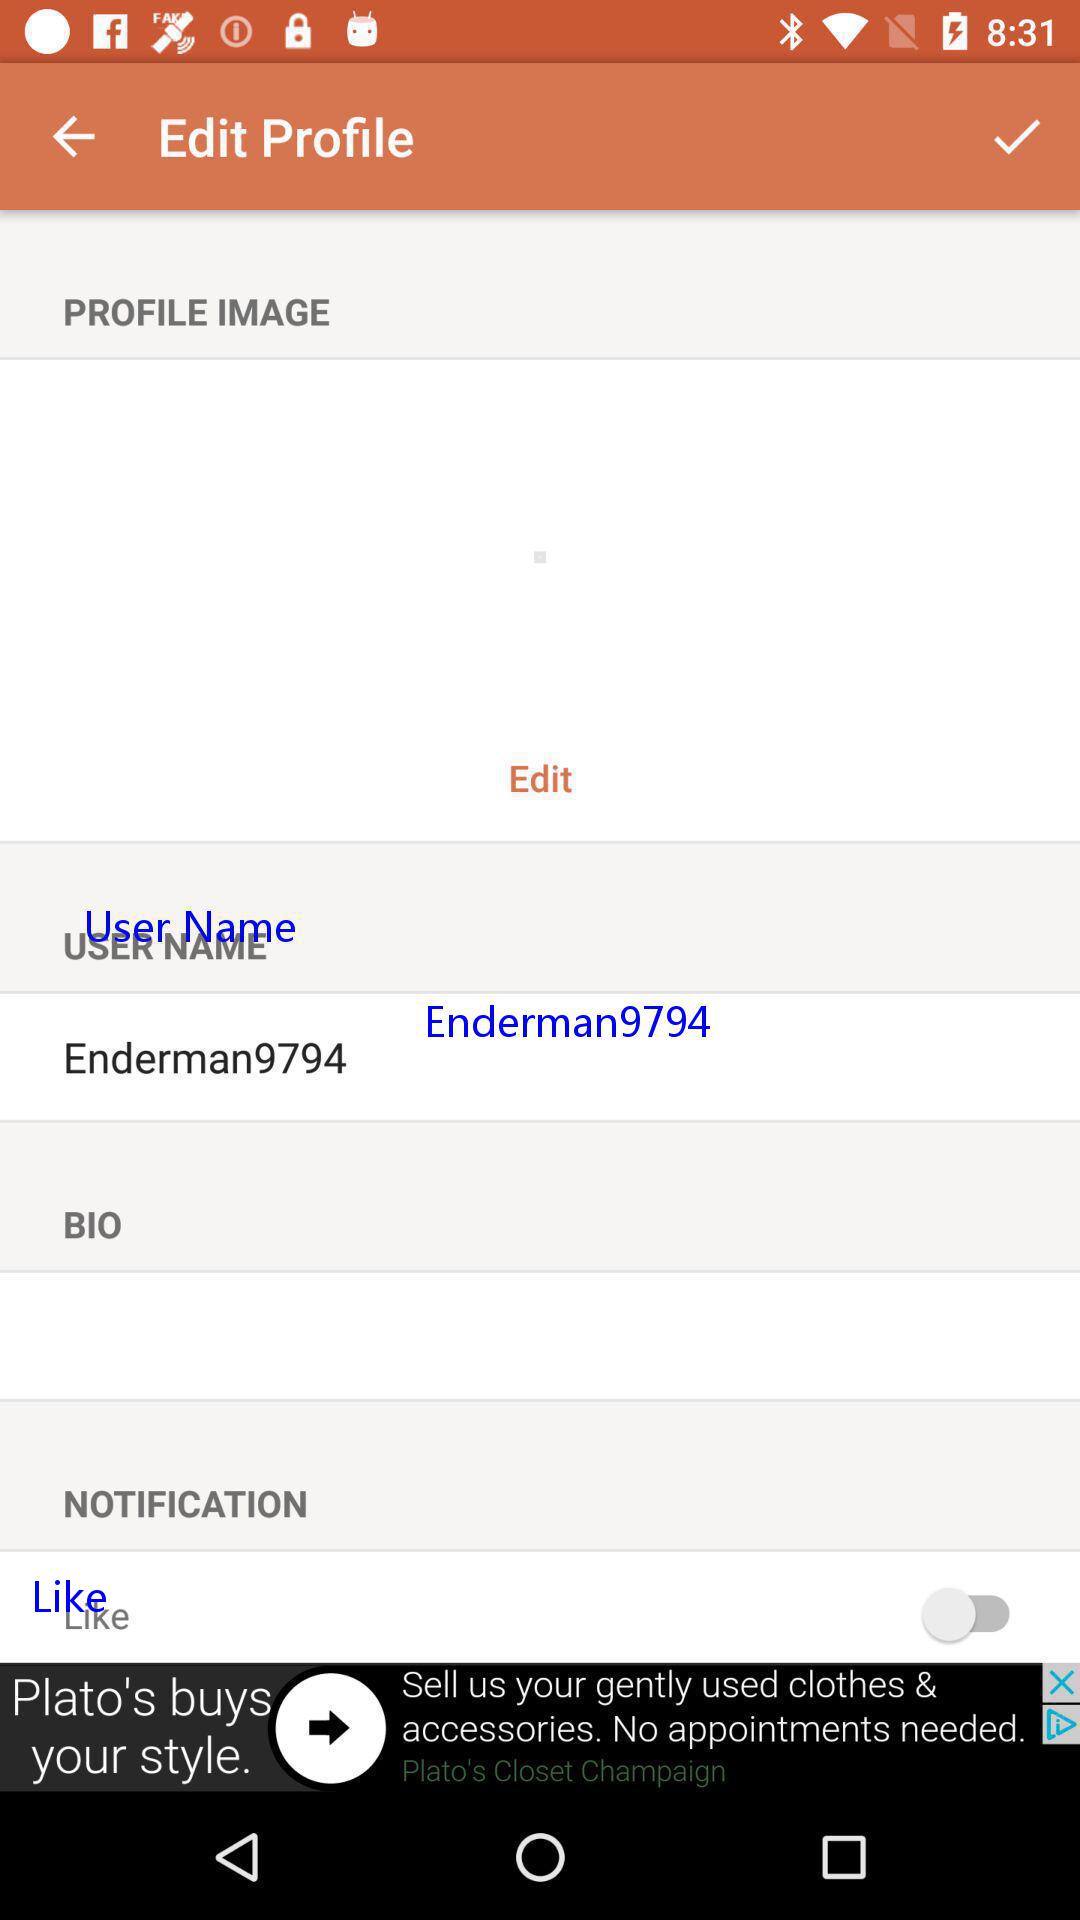 FAKE
8:31
Edit Profile
PROFILE IMAGE
Edit
User Name
USER NAME
Enderman9794
Enderman9794
BIO
NOTIFICATION
Like
Like
Plato's buys
your style.
Sell us your gently used clothes &
accessories. No appointments needed.
Plato's Closet Champaign